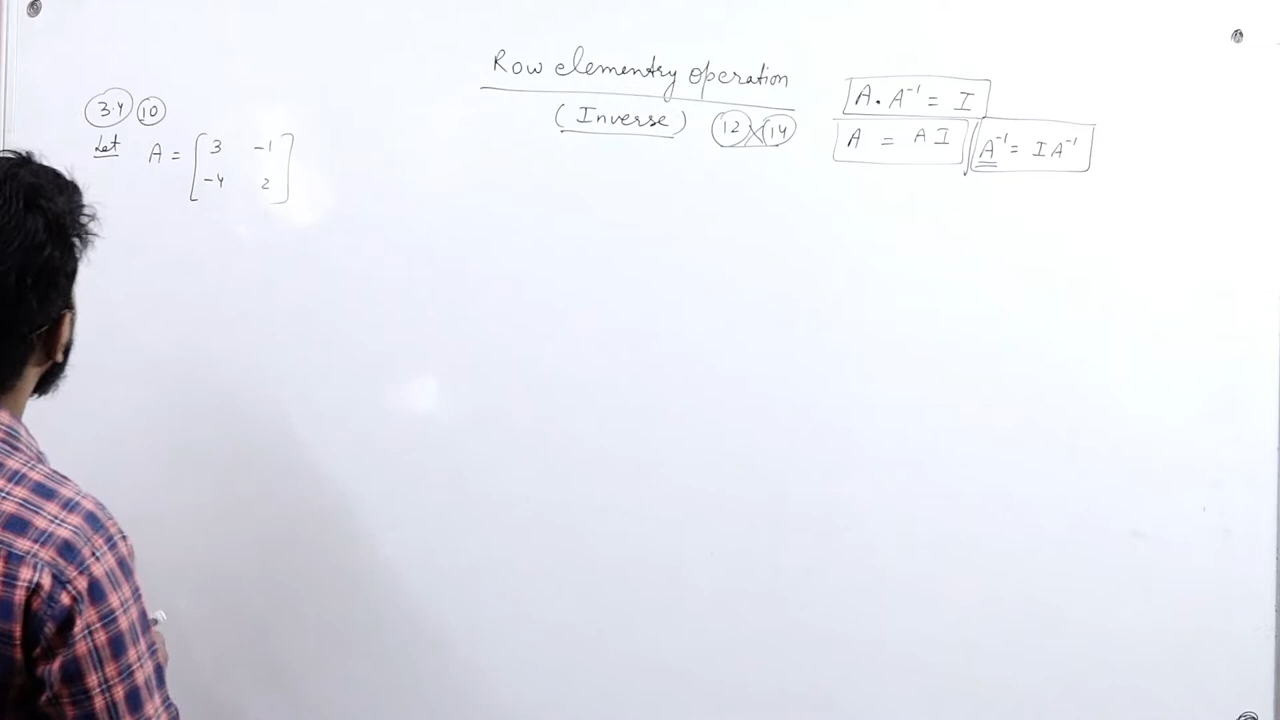 Row elementry operation
(Inverse) 12 14
A . A⁻¹ = I
A = A I
A⁻¹ = I A⁻¹
3.4 10
Let A = [ 3 -1
-4 2 ]